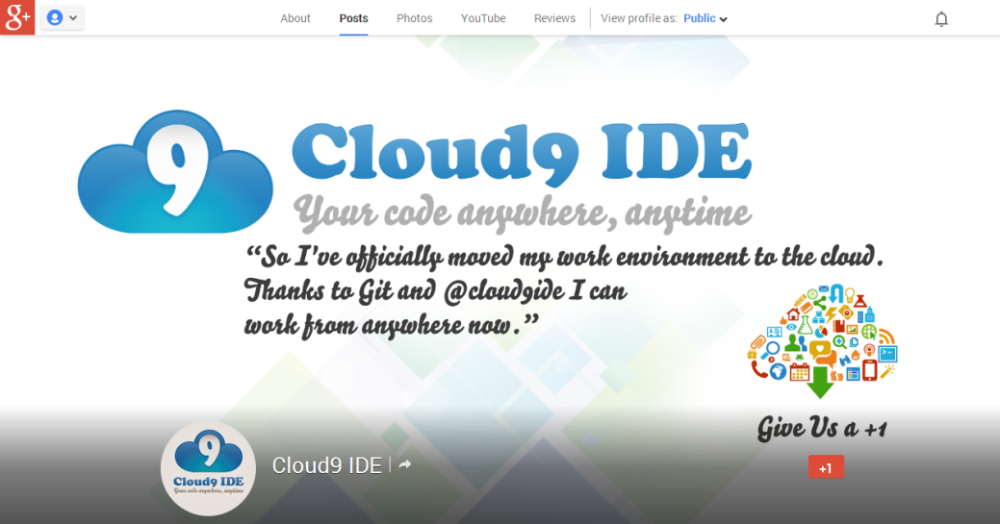 g+
About Posts Photos YouTube Reviews View profile as: Public
9
Cloud9 IDE
Your code anywhere, anytime
“So I've officially moved my work environment to the cloud.
Thanks to Git and @cloud9ide I can
work from anywhere now.”
Give Us a +1
9
Cloud9 IDE
Your code anywhere, anytime
Cloud9 IDE
+1